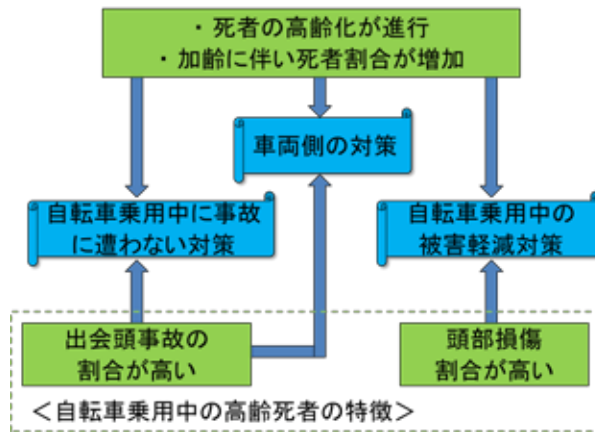 ・死者の高齢化が進行
・加齢に伴い死者割合が増加
車両側の対策
自転車乗用中に事故
に遭わない対策
自転車乗用中の
被害軽減対策
出会頭事故の
割合が高い
頭部損傷
割合が高い
＜自転車乗用中の高齢死者の特徴＞